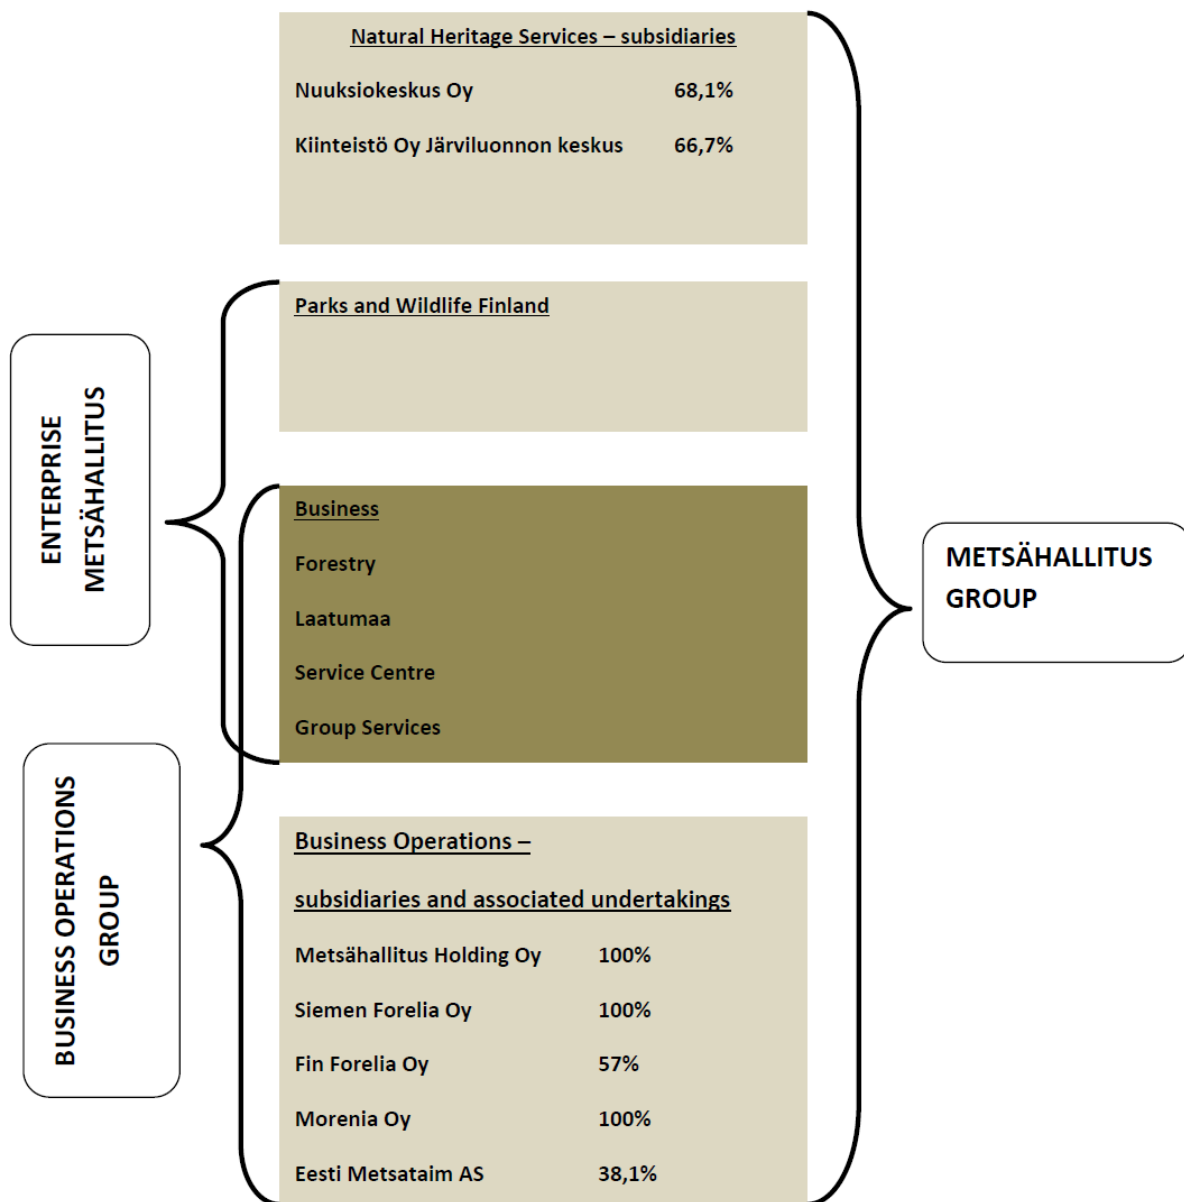 Natural Heritage Services – subsidiaries
Nuuksiokeskus Oy 68,1%
Kiinteistö Oy Järviluonnon keskus 66,7%
Parks and Wildlife Finland
ENTERPRISE
METSÄHALLITUS
Business
Forestry
Laatumaa
Service Centre
Group Services
METSÄHALLITUS
GROUP
BUSINESS OPERATIONS
GROUP
Business Operations –
subsidiaries and associated undertakings
Metsähallitus Holding Oy 100%
Siemen Forelia Oy 100%
Fin Forelia Oy 57%
Morenia Oy 100%
Eesti Metsataim AS 38,1%